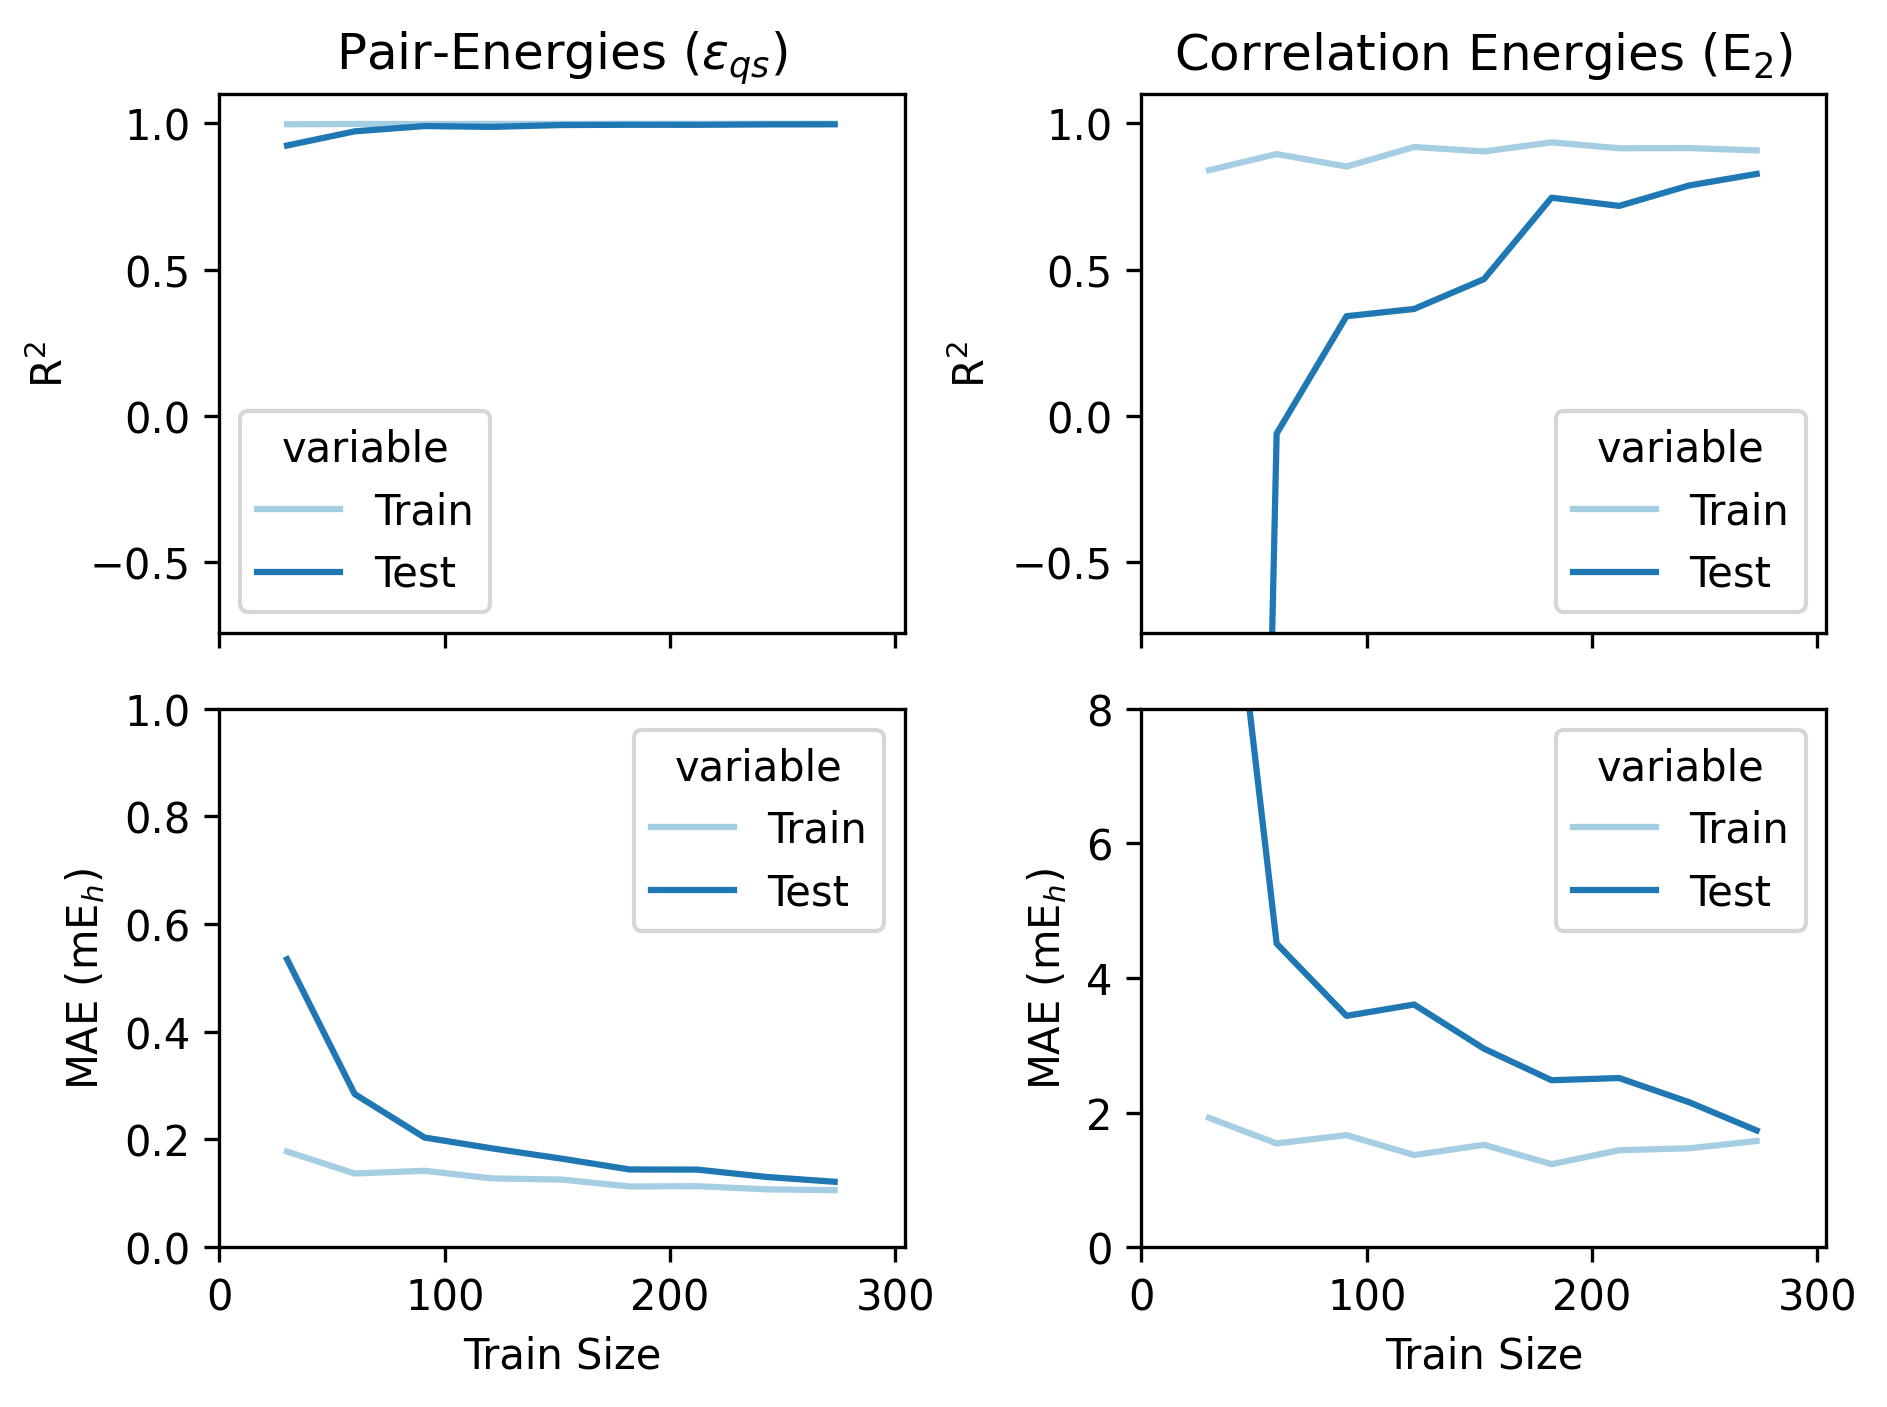 Pair-Energies (ε_qs)
1.0
0.5
0.0
−0.5
R²
variable
Train
Test
Correlation Energies (E₂)
1.0
0.5
0.0
−0.5
R²
variable
Train
Test
1.0
0.8
0.6
0.4
0.2
0.0
MAE (mE_h)
variable
Train
Test
0 100 200 300
Train Size
8
6
4
2
0
MAE (mE_h)
variable
Train
Test
0 100 200 300
Train Size